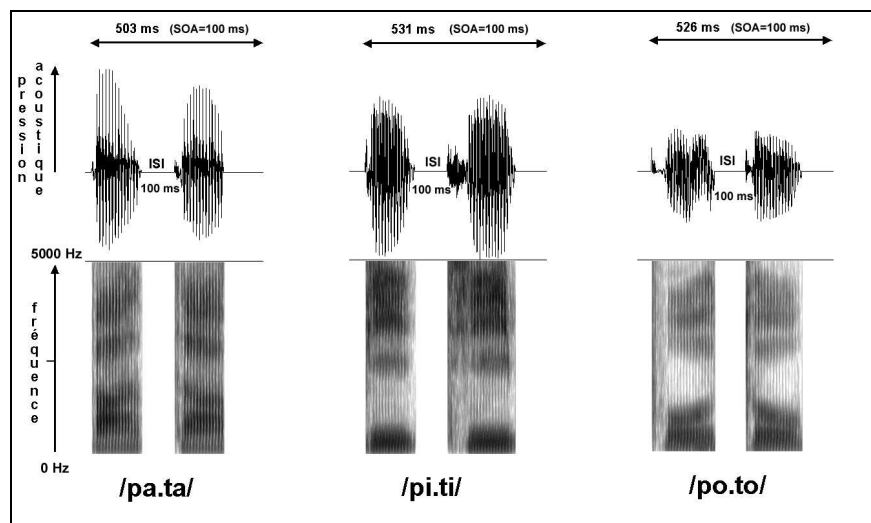 503 ms (SOA=100 ms)
531 ms (SOA=100 ms)
526 ms (SOA=100 ms)
pression
acoustique
ISI
100 ms
ISI
100 ms
ISI
100 ms
5000 Hz
fréquence
0 Hz
/pa.ta/
/pi.ti/
/po.to/